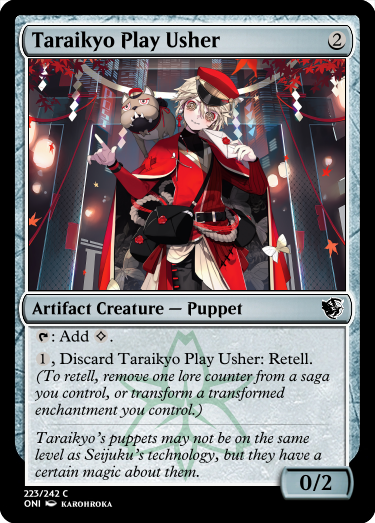 Taraikyo Play Usher 2
Artifact Creature — Puppet
: Add .
1, Discard Taraikyo Play Usher: Retell.
(To retell, remove one lore counter from a saga
you control, or transform a transformed
enchantment you control.)
Taraikyo's puppets may not be on the same
level as Seijuku's technology, but they have a
certain magic about them.
0/2
223/242 C
ONI KAROHROKA